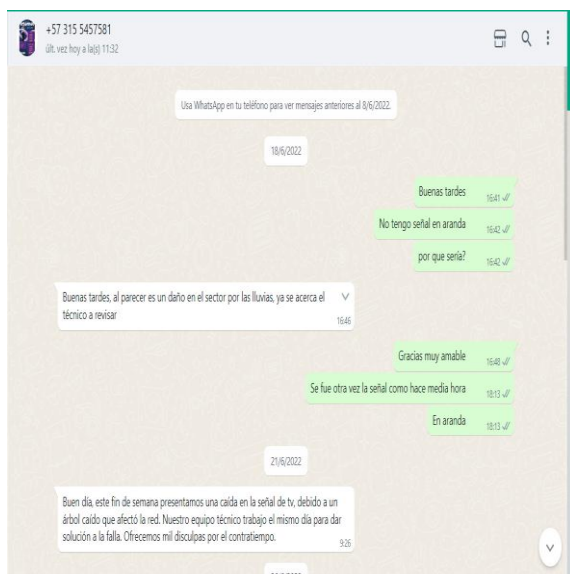 +57 315 5457581
últ. vez hoy a la(s) 11:32
Usa WhatsApp en tu teléfono para ver mensajes anteriores al 8/6/2022.
18/6/2022
Buenas tardes 16:41
No tengo señal en aranda 16:42
por que sería? 16:42
Buenas tardes, al parecer es un daño en el sector por las lluvias, ya se acerca el
técnico a revisar
16:46
Gracias muy amable 16:48
Se fue otra vez la señal como hace media hora 18:13
En aranda 18:13
21/6/2022
Buen día, este fin de semana presentamos una caída en la señal de tv, debido a un
árbol caído que afectó la red. Nuestro equipo técnico trabajo el mismo día para dar
solución a la falla. Ofrecemos mil disculpas por el contratiempo.
9:26